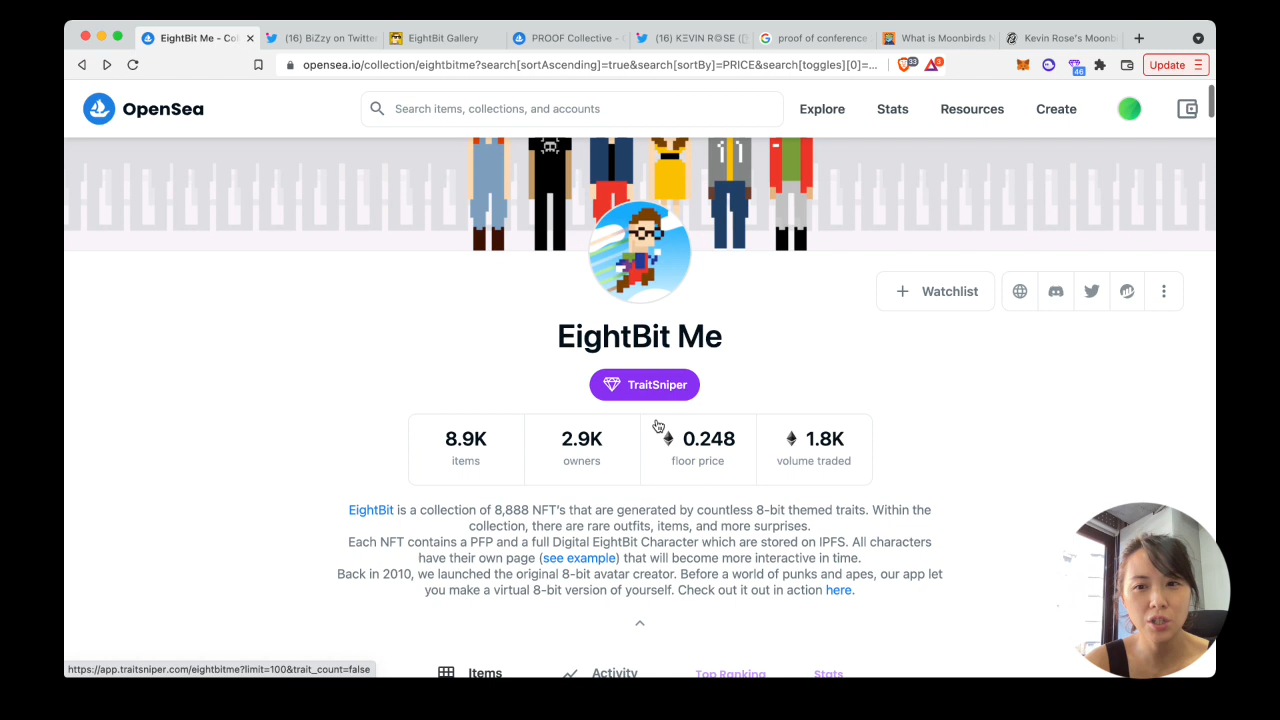 EightBit Me - Col
(16) BiZzy on Twitte
EightBit Gallery
PROOF Collective -
(16) KΞVIN R
proof of conference
What is Moonbirds N
Kevin Rose's Moonb
opensea.io/collection/eightbitme?search[sortAscending]=true&search[sortBy]=PRICE&search[toggles][0]=...
33
3
46
Update
OpenSea
Search items, collections, and accounts
Explore
Stats
Resources
Create
Watchlist
EightBit Me
TraitSniper
8.9K
2.9K
0.248
1.8K
items
owners
floor price
volume traded
EightBit is a collection of 8,888 NFT's that are generated by countless 8-bit themed traits. Within the
collection, there are rare outfits, items, and more surprises.
Each NFT contains a PFP and a full Digital EightBit Character which are stored on IPFS. All characters
have their own page (see example) that will become more interactive in time.
Back in 2010, we launched the original 8-bit avatar creator. Before a world of punks and apes, our app let
you make a virtual 8-bit version of yourself. Check out it out in action here.
https://app.traitsniper.com/eightbitme?limit=100&trait_count=false
Items
Activity
Top Ranking
Stats